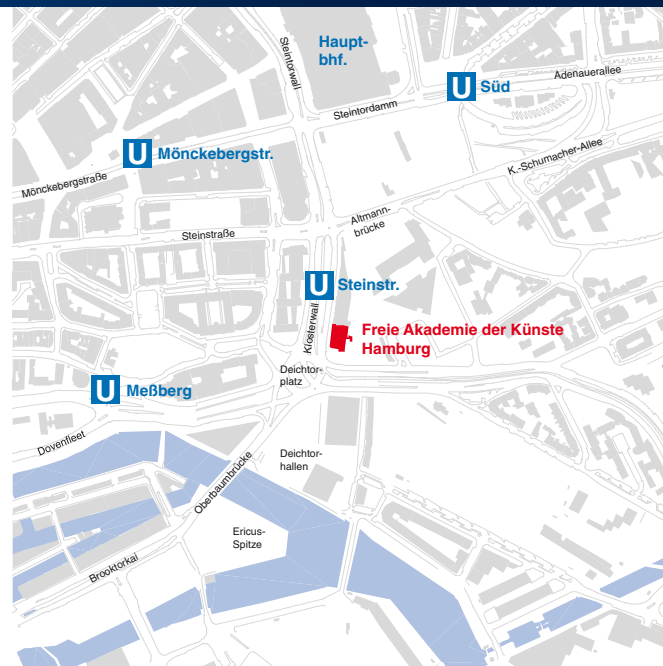 Steintorwall
Haupt-
bhf.
U Süd
Adenauerallee
Steintordamm
U Mönckebergstr.
K.-Schumacher-Allee
Mönckebergstraße
Altmann-
brücke
Steinstraße
U Steinstr.
Klosterwall
Freie Akademie der Künste
Hamburg
Deichtor-
platz
U Meßberg
Dovenfleet
Deichtor-
hallen
Oberbaumbrücke
Ericus-
Spitze
Brooktorkai